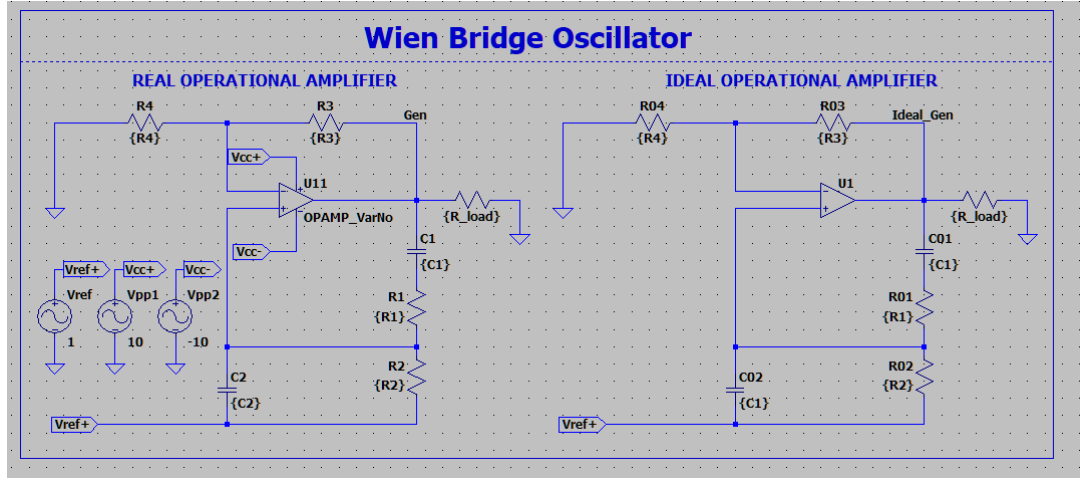 Wien Bridge Oscillator
REAL OPERATIONAL AMPLIFIER
R4
{R4}
R3
{R3}
Gen
Vcc+
U11
OPAMP_VarNo
Vcc-
{R_load}
C1
{C1}
R1
{R1}
R2
{R2}
C2
{C2}
Vref+
Vcc+
Vcc-
Vref
Vpp1
Vpp2
1
10
-10
Vref+
IDEAL OPERATIONAL AMPLIFIER
R04
{R4}
R03
{R3}
Ideal_Gen
U1
{R_load}
C01
{C1}
R01
{R1}
R02
{R2}
C02
{C1}
Vref+